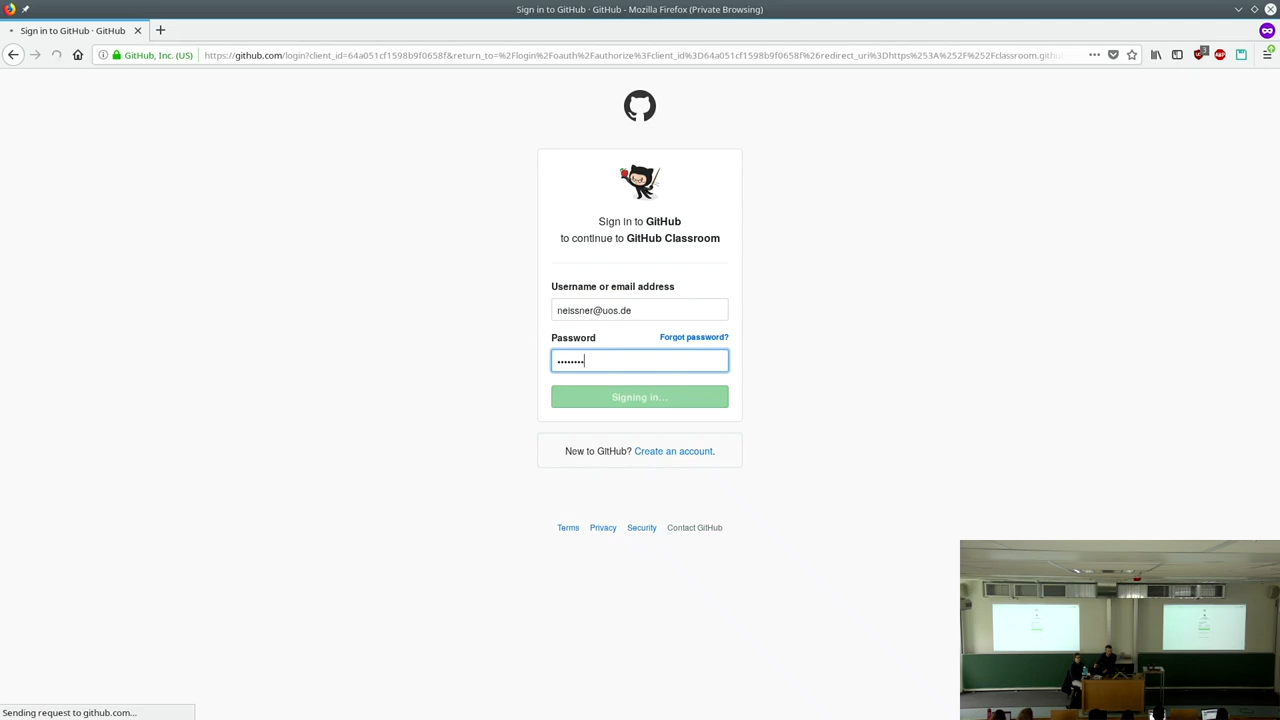 Sign in to GitHub · GitHub - Mozilla Firefox (Private Browsing)
Sign in to GitHub · GitHub
GitHub, Inc. (US)
https://github.com/login?client_id=64a051cf1598b9f0658f&return_to=%2Flogin%2Foauth%2Fauthorize%3Fclient_id%3D64a051cf1598b9f0658f%26redirect_uri%3Dhttps%253A%252F%252Fclassroom.github
3
ABP
Sign in to GitHub
to continue to GitHub Classroom
Username or email address
neissner@uos.de
Password Forgot password?
Signing in...
New to GitHub? Create an account.
Terms Privacy Security Contact GitHub
Sending request to github.com...